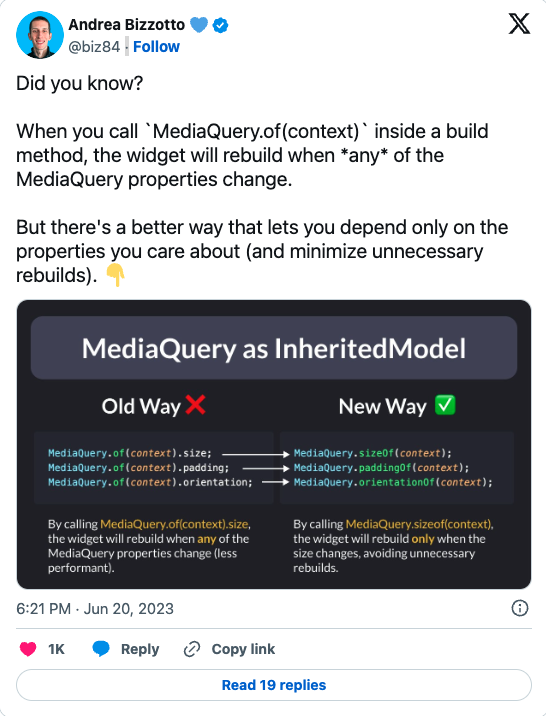 Andrea Bizzotto
@biz84 · Follow
Did you know?
When you call `MediaQuery.of(context)` inside a build
method, the widget will rebuild when *any* of the
MediaQuery properties change.
But there's a better way that lets you depend only on the
properties you care about (and minimize unnecessary
rebuilds).
MediaQuery as InheritedModel
Old Way
New Way
MediaQuery.of(context).size;
MediaQuery.sizeOf(context);
MediaQuery.of(context).padding;
MediaQuery.paddingOf(context);
MediaQuery.of(context).orientation;
MediaQuery.orientationOf(context);
By calling MediaQuery.of(context).size,
the widget will rebuild when any of the
MediaQuery properties change (less
performant).
By calling MediaQuery.sizeof(context),
the widget will rebuild only when the
size changes, avoiding unnecessary
rebuilds.
6:21 PM · Jun 20, 2023
1K
Reply
Copy link
Read 19 replies